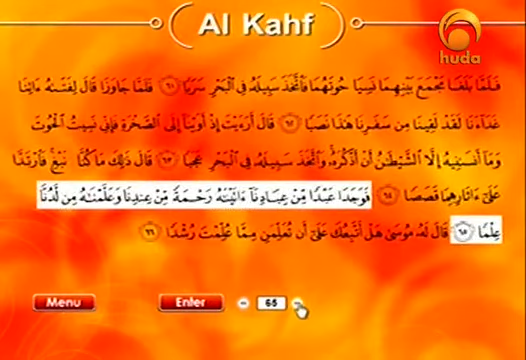 Al Kahf
huda
فَلَمَّا بَلَغَا مَجْمَعَ بَيْنِهِمَا نَسِيَا حُوتَهُمَا فَٱتَّخَذَ سَبِيلَهُۥ فِى ٱلْبَحْرِ سَرَبًا ٦١ فَلَمَّا جَاوَزَا قَالَ لِفَتَىٰهُ ءَاتِنَا
غَدَآءَنَا لَقَدْ لَقِينَا مِن سَفَرِنَا هَٰذَا نَصَبًا ٦٢ قَالَ أَرَءَيْتَ إِذْ أَوَيْنَآ إِلَى ٱلصَّخْرَةِ فَإِنِّى نَسِيتُ ٱلْحُوتَ
وَمَآ أَنسَىٰنِيهُ إِلَّا ٱلشَّيْطَٰنُ أَنْ أَذْكُرَهُۥ وَٱتَّخَذَ سَبِيلَهُۥ فِى ٱلْبَحْرِ عَجَبًا ٦٣ قَالَ ذَٰلِكَ مَا كُنَّا نَبْغِ فَٱرْتَدَّا
عَلَىٰٓ ءَاثَارِهِمَا قَصَصًا ٦٤ فَوَجَدَا عَبْدًا مِّنْ عِبَادِنَآ ءَاتَيْنَٰهُ رَحْمَةً مِّنْ عِندِنَا وَعَلَّمْنَٰهُ مِن لَّدُنَّا
عِلْمًا ٦٥ قَالَ لَهُۥ مُوسَىٰ هَلْ أَتَّبِعُكَ عَلَىٰٓ أَن تُعَلِّمَنِ مِمَّا عُلِّمْتَ رُشْدًا ٦٦
Menu Enter 65